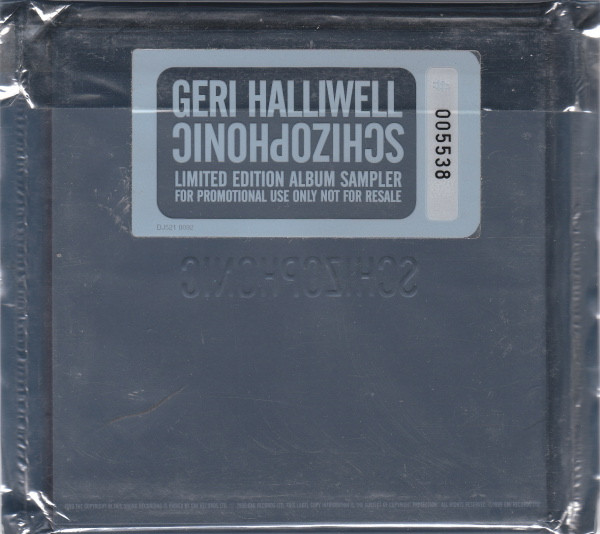 GERI HALLIWELL
SCHIZOPHONIC
LIMITED EDITION ALBUM SAMPLER
FOR PROMOTIONAL USE ONLY NOT FOR RESALE
005538
SCHIZOPHONIC